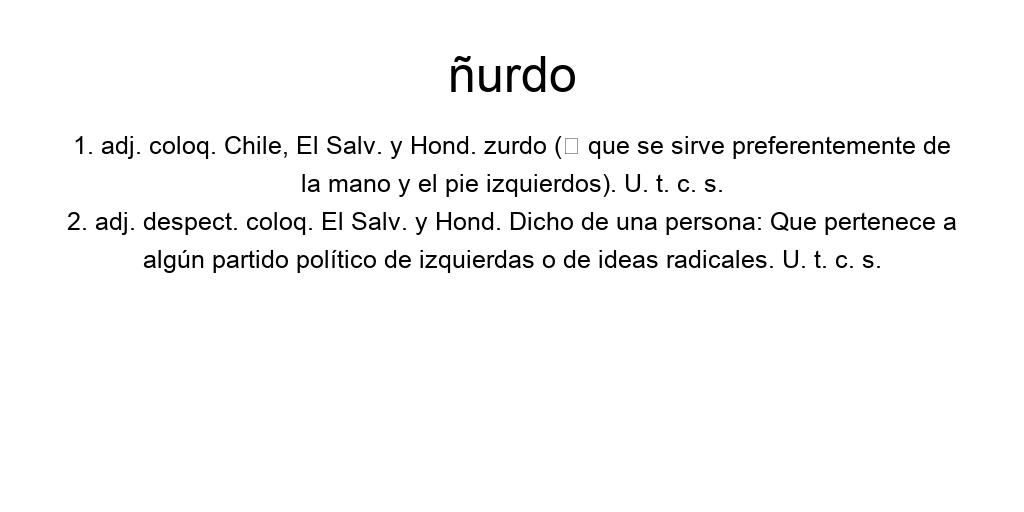 ñurdo
1. adj. coloq. Chile, El Salv. y Hond. zurdo (□ que se sirve preferentemente de
la mano y el pie izquierdos). U. t. c. s.
2. adj. despect. coloq. El Salv. y Hond. Dicho de una persona: Que pertenece a
algún partido político de izquierdas o de ideas radicales. U. t. c. s.